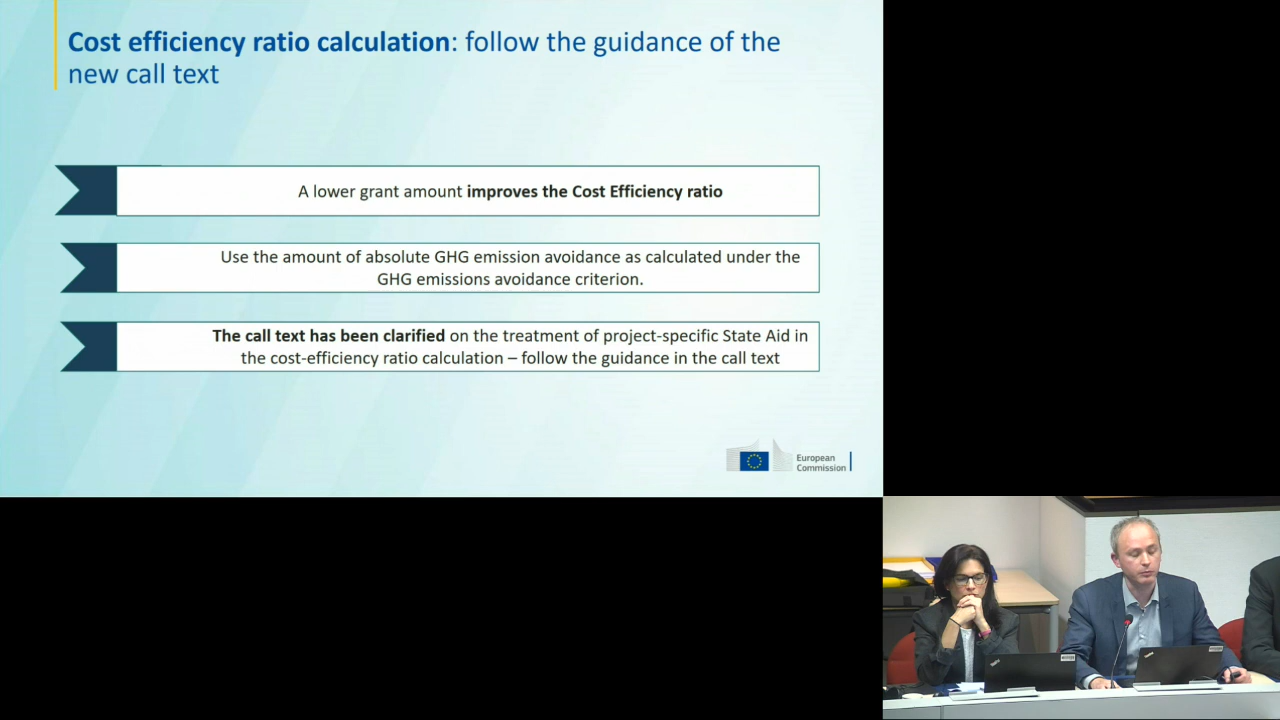 Cost efficiency ratio calculation: follow the guidance of the
new call text
A lower grant amount improves the Cost Efficiency ratio
Use the amount of absolute GHG emission avoidance as calculated under the
GHG emissions avoidance criterion.
The call text has been clarified on the treatment of project-specific State Aid in
the cost-efficiency ratio calculation – follow the guidance in the call text
European
Commission